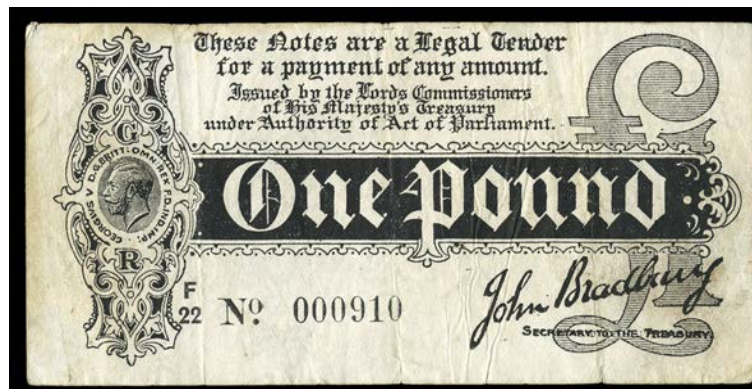 These Notes are a Legal Tender
for a payment of any amount.
Issued by the Lords Commissioners
of His Majesty's Treasury
under Authority of Act of Parliament.
G
GEORGIVS V D.G.BRITT:OMN:REX F.D.IND:IMP:
R
One Pound
£1
F
22
Nº 000910
John Bradbury
SECRETARY TO THE TREASURY.